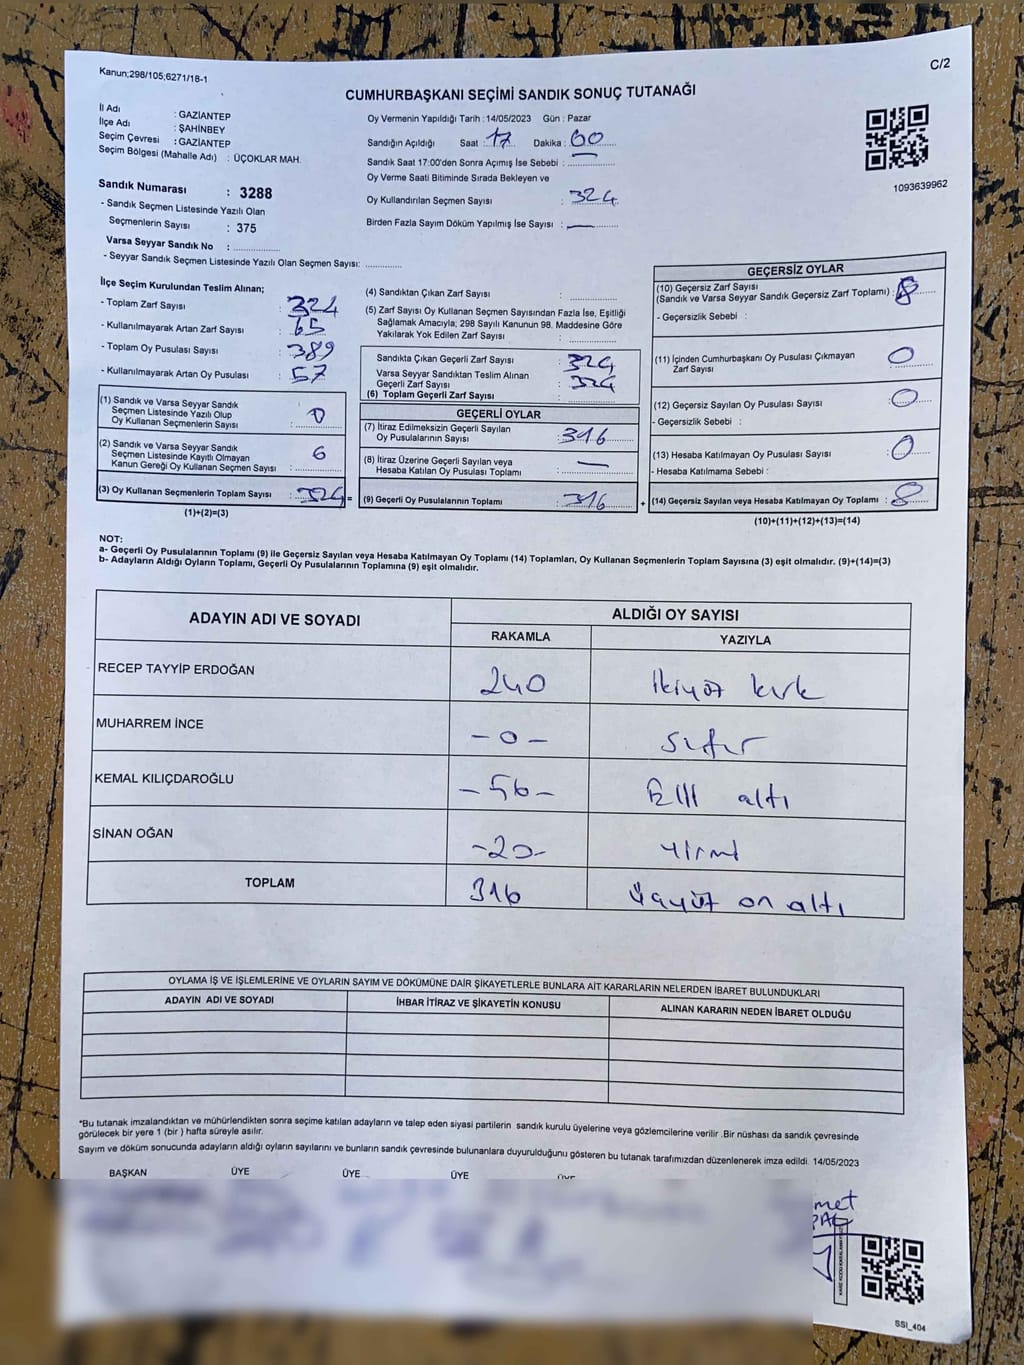 Kanun;298/105;6271/18-1
C/2
CUMHURBAŞKANI SEÇİMİ SANDIK SONUÇ TUTANAĞI
İl Adı : GAZİANTEP
İlçe Adı : ŞAHİNBEY
Seçim Çevresi : GAZİANTEP
Seçim Bölgesi (Mahalle Adı) : ÜÇOKLAR MAH.
Sandık Numarası : 3288
- Sandık Seçmen Listesinde Yazılı Olan
Seçmenlerin Sayısı : 375
Varsa Seyyar Sandık No : ............
- Seyyar Sandık Seçmen Listesinde Yazılı Olan Seçmen Sayısı: ............
Oy Vermenin Yapıldığı Tarih : 14/05/2023 Gün : Pazar
Sandığın Açıldığı Saat : 17 Dakika : 00
Sandık Saat 17:00'den Sonra Açımış İse Sebebi : —
Oy Verme Saati Bitiminde Sırada Bekleyen ve
Oy Kullandırılan Seçmen Sayısı : 324
Birden Fazla Sayım Döküm Yapılmış İse Sayısı : —
1093639962
İlçe Seçim Kurulundan Teslim Alınan;
- Toplam Zarf Sayısı : 324
- Kullanılmayarak Artan Zarf Sayısı : 65
- Toplam Oy Pusulası Sayısı : 389
- Kullanılmayarak Artan Oy Pusulası : 57
(1) Sandık ve Varsa Seyyar Sandık
Seçmen Listesinde Yazılı Olup
Oy Kullanan Seçmenlerin Sayısı : 0
(2) Sandık ve Varsa Seyyar Sandık
Seçmen Listesinde Kayıtlı Olmayan
Kanun Gereği Oy Kullanan Seçmen Sayısı : 6
(3) Oy Kullanan Seçmenlerin Toplam Sayısı : 324 =
(1)+(2)=(3)
(4) Sandıktan Çıkan Zarf Sayısı : ............
(5) Zarf Sayısı Oy Kullanan Seçmen Sayısından Fazla İse, Eşitliği
Sağlamak Amacıyla; 298 Sayılı Kanunun 98. Maddesine Göre
Yakılarak Yok Edilen Zarf Sayısı : ............
Sandıkta Çıkan Geçerli Zarf Sayısı : 324
Varsa Seyyar Sandıktan Teslim Alınan
Geçerli Zarf Sayısı : 324
(6) Toplam Geçerli Zarf Sayısı : ............
GEÇERLİ OYLAR
(7) İtiraz Edilmeksizin Geçerli Sayılan
Oy Pusulalarının Sayısı : 316
(8) İtiraz Üzerine Geçerli Sayılan veya
Hesaba Katılan Oy Pusulası Toplamı : —
(9) Geçerli Oy Pusulalarının Toplamı : 316 +
GEÇERSİZ OYLAR
(10) Geçersiz Zarf Sayısı
(Sandık ve Varsa Seyyar Sandık Geçersiz Zarf Toplamı) : 8
- Geçersizlik Sebebi :
(11) İçinden Cumhurbaşkanı Oy Pusulası Çıkmayan
Zarf Sayısı : 0
(12) Geçersiz Sayılan Oy Pusulası Sayısı : 0
- Geçersizlik Sebebi :
(13) Hesaba Katılmayan Oy Pusulası Sayısı : 0
- Hesaba Katılmama Sebebi :
(14) Geçersiz Sayılan veya Hesaba Katılmayan Oy Toplamı : 8
(10)+(11)+(12)+(13)=(14)
NOT:
a- Geçerli Oy Pusulalarının Toplamı (9) ile Geçersiz Sayılan veya Hesaba Katılmayan Oy Toplamı (14) Toplamları, Oy Kullanan Seçmenlerin Toplam Sayısına (3) eşit olmalıdır. (9)+(14)=(3)
b- Adayların Aldığı Oyların Toplamı, Geçerli Oy Pusulalarının Toplamına (9) eşit olmalıdır.
ADAYIN ADI VE SOYADI ALDIĞI OY SAYISI
RAKAMLA YAZIYLA
RECEP TAYYİP ERDOĞAN 240 İkiyüz kırk
MUHARREM İNCE -0- sıfır
KEMAL KILIÇDAROĞLU -56- Elli altı
SİNAN OĞAN -20- yirmi
TOPLAM 316 üçyüz on altı
OYLAMA İŞ VE İŞLEMLERİNE VE OYLARIN SAYIM VE DÖKÜMÜNE DAİR ŞİKAYETLERLE BUNLARA AİT KARARLARIN NELERDEN İBARET BULUNDUKLARI
ADAYIN ADI VE SOYADI İHBAR İTİRAZ VE ŞİKAYETİN KONUSU ALINAN KARARIN NEDEN İBARET OLDUĞU
*Bu tutanak imzalandıktan ve mühürlendikten sonra seçime katılan adayların ve talep eden siyasi partilerin sandık kurulu üyelerine veya gözlemcilerine verilir .Bir nüshası da sandık çevresinde
görülecek bir yere 1 (bir ) hafta süreyle asılır.
Sayım ve döküm sonucunda adayların aldığı oyların sayılarını ve bunların sandık çevresinde bulunanlara duyurulduğunu gösteren bu tutanak tarafımızdan düzenlenerek imza edildi. 14/05/2023
BAŞKAN ÜYE ÜYE ÜYE ÜYE
met
SSI_404